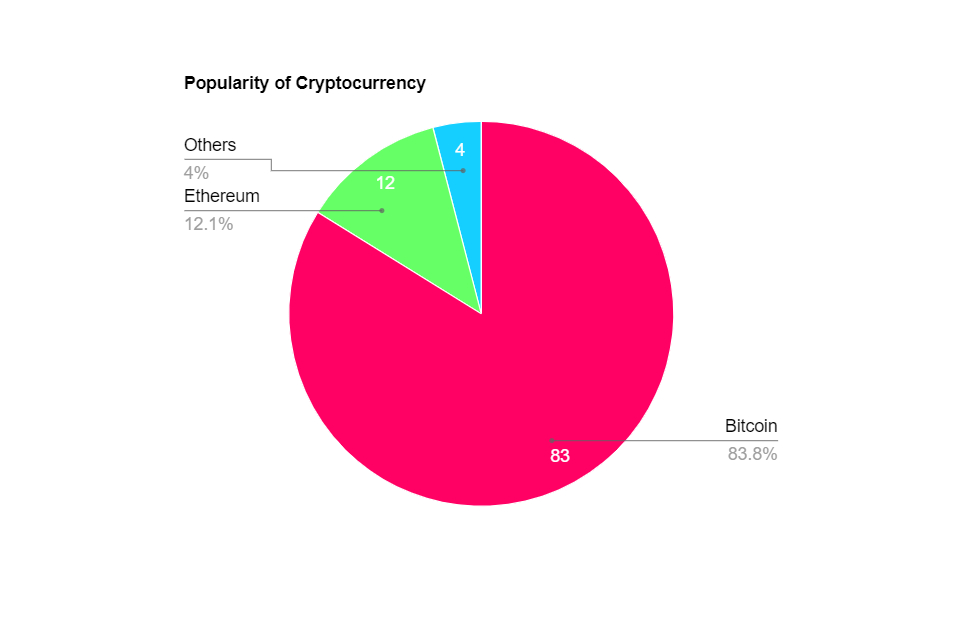 Popularity of Cryptocurrency
Others
4%
4
Ethereum
12.1%
12
Bitcoin
83.8%
83